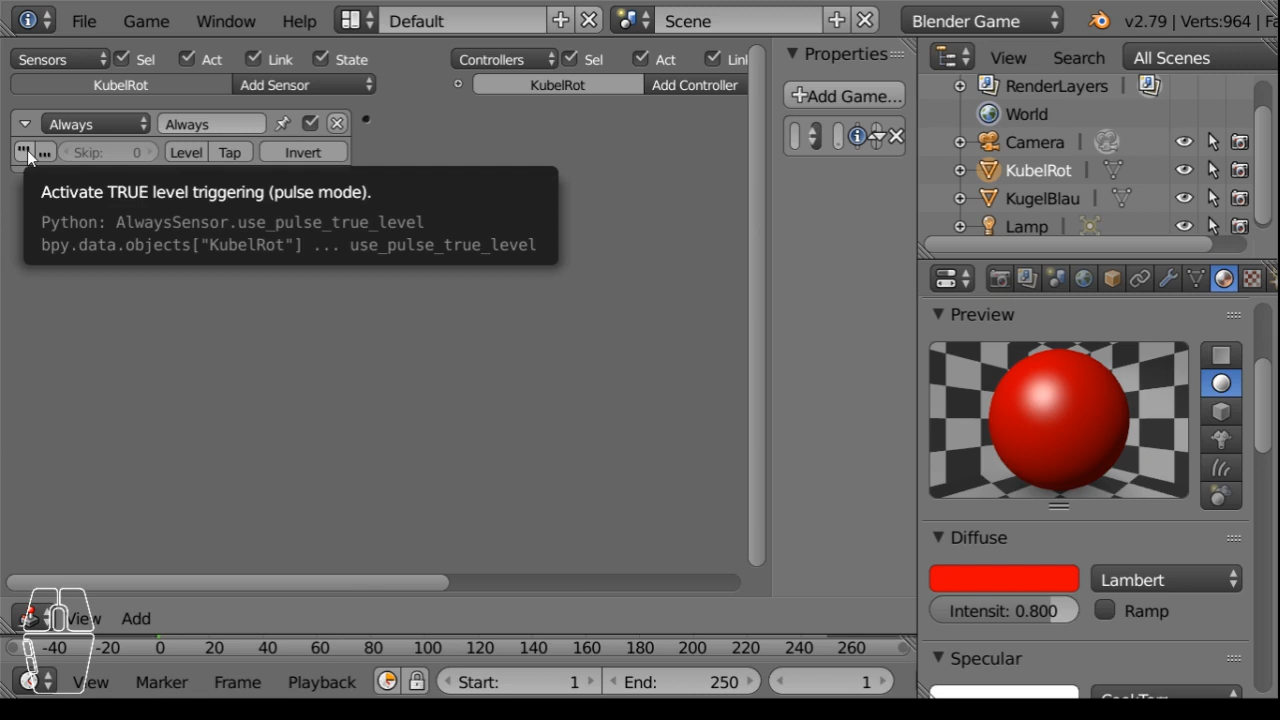 File Game Window Help Default Scene Blender Game v2.79 | Verts:964 | Fa
Sensors Sel Act Link State Controllers Sel Act Link
KubelRot Add Sensor KubelRot Add Controller
Always Always
Skip: 0 Level Tap Invert
Activate TRUE level triggering (pulse mode).
Python: AlwaysSensor.use_pulse_true_level
bpy.data.objects["KubelRot"] ... use_pulse_true_level
Properties
Add Game...
View Search All Scenes
RenderLayers
World
Camera
KubelRot
KugelBlau
Lamp
Preview
Diffuse
Lambert
Intensit: 0.800 Ramp
Specular
View Add
-40 -20 0 20 40 60 80 100 120 140 160 180 200 220 240 260
View Marker Frame Playback Start: 1 End: 250 1